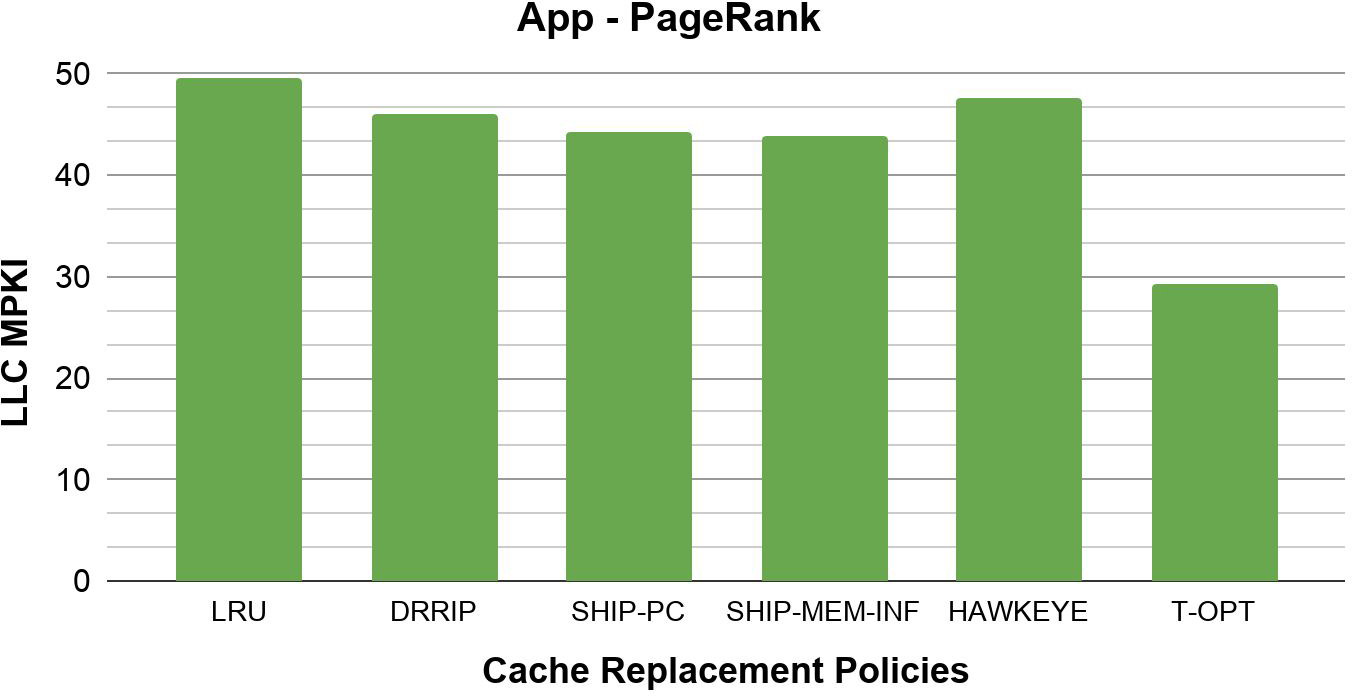 App - PageRank
50
40
30
20
10
0
LLC MPKI
LRU DRRIP SHIP-PC SHIP-MEM-INF HAWKEYE T-OPT
Cache Replacement Policies